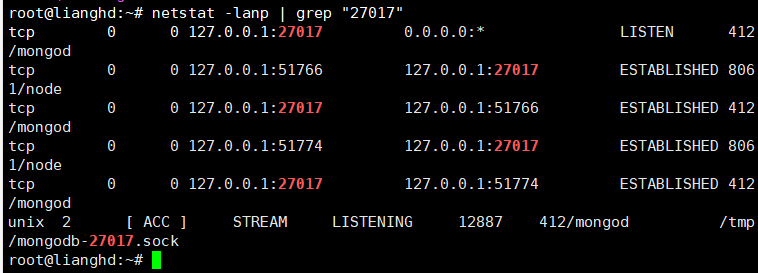 root@lianghd:~# netstat -lanp | grep "27017"
tcp        0      0 127.0.0.1:27017         0.0.0.0:*               LISTEN      412
/mongod
tcp        0      0 127.0.0.1:51766         127.0.0.1:27017         ESTABLISHED 806
1/node
tcp        0      0 127.0.0.1:27017         127.0.0.1:51766         ESTABLISHED 412
/mongod
tcp        0      0 127.0.0.1:51774         127.0.0.1:27017         ESTABLISHED 806
1/node
tcp        0      0 127.0.0.1:27017         127.0.0.1:51774         ESTABLISHED 412
/mongod
unix  2      [ ACC ]     STREAM     LISTENING     12887    412/mongod          /tmp
/mongodb-27017.sock
root@lianghd:~#